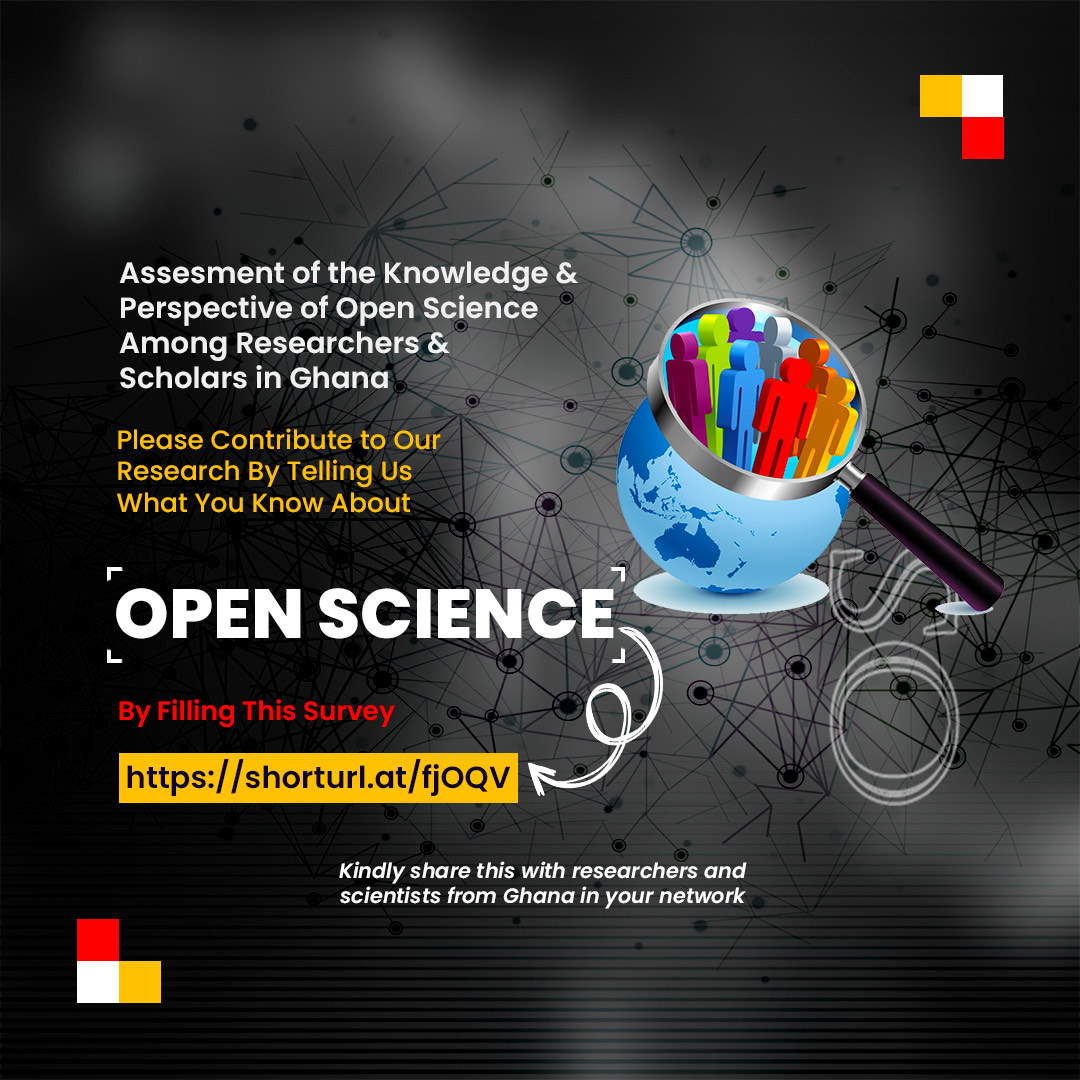 Assesment of the Knowledge &
Perspective of Open Science
Among Researchers &
Scholars in Ghana
Please Contribute to Our
Research By Telling Us
What You Know About
OPEN SCIENCE
By Filling This Survey
https://shorturl.at/fjOQV
Kindly share this with researchers and
scientists from Ghana in your network
OS